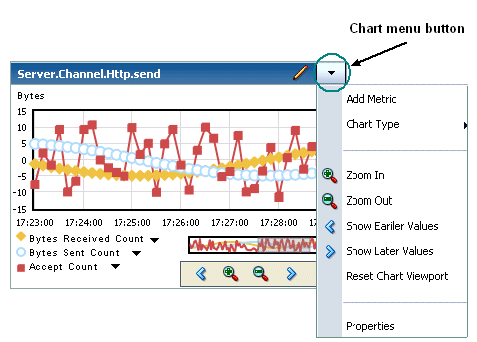 Chart menu button
Server.Channel.Http.send
Bytes
15
10
5
0
-5
-10
-15
17:23:00 17:24:00 17:25:00 17:26:00 17:27:00 17:28:00 17
Bytes Received Count
Bytes Sent Count
Accept Count
Add Metric
Chart Type
Zoom In
Zoom Out
Show Eariler Values
Show Later Values
Reset Chart Viewport
Properties